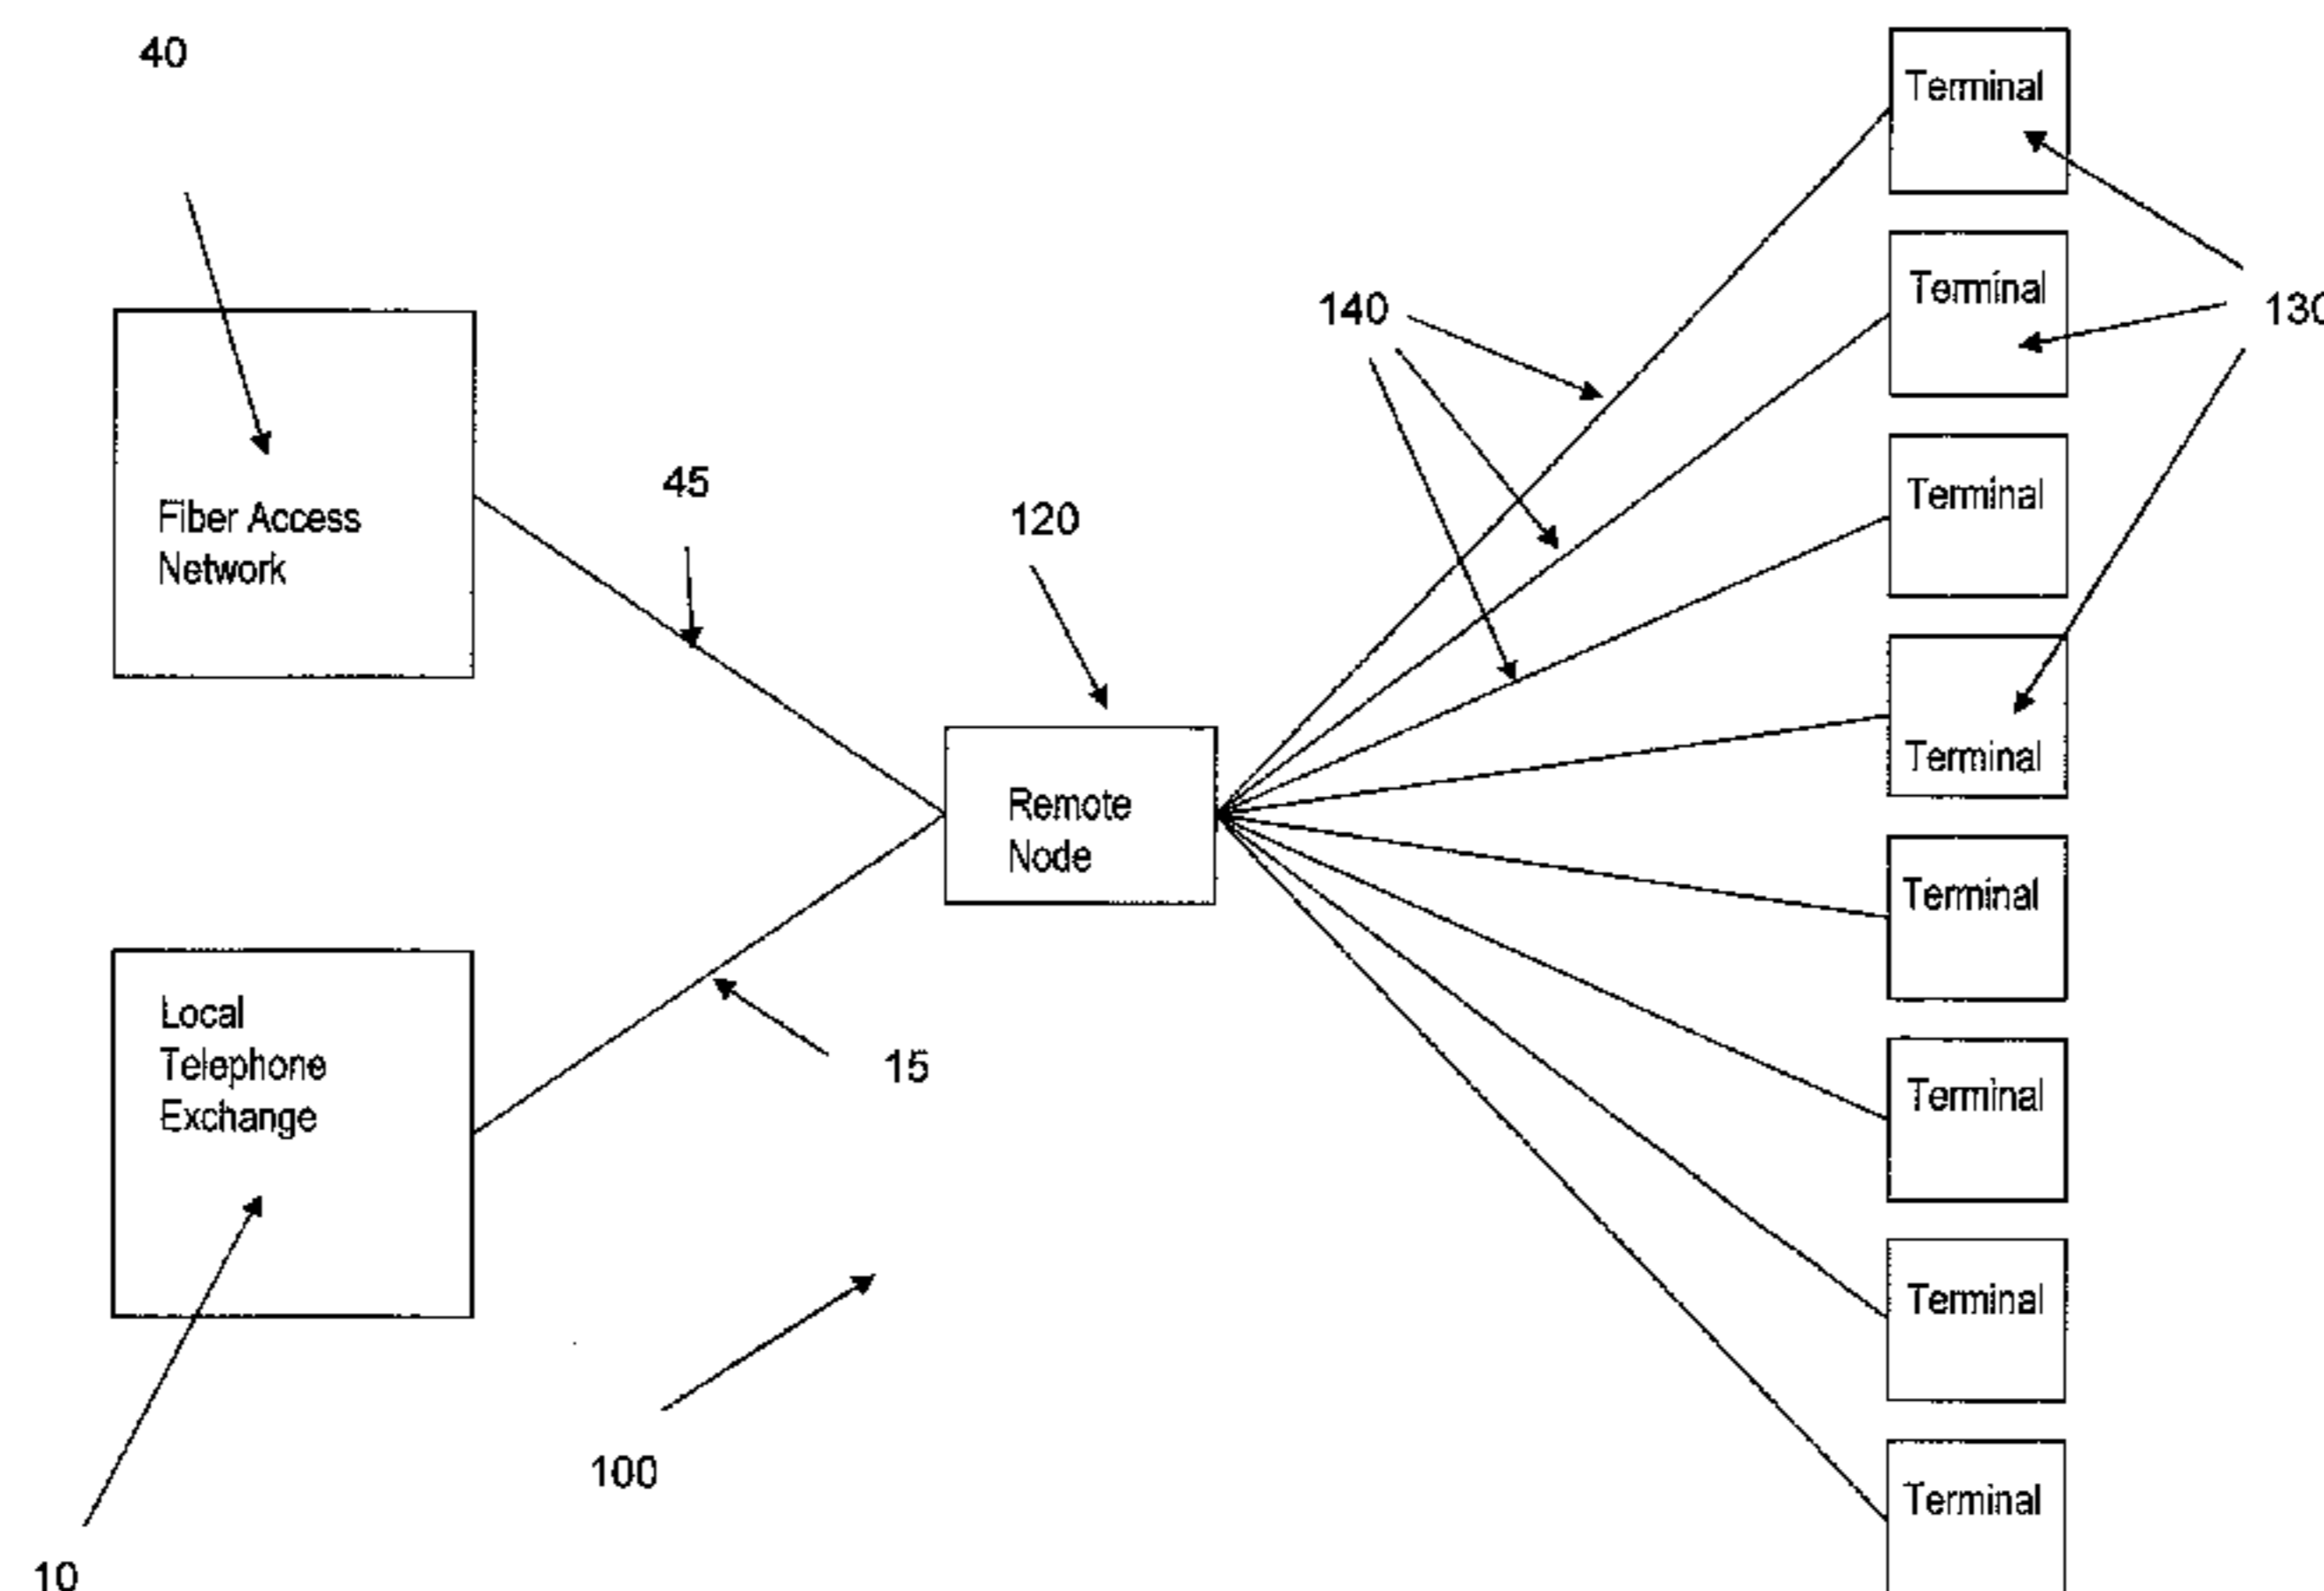 40
Terminal
Terminal
140
130
45
Terminal
Fiber Access
Network
120
Terminal
Remote
Node
Terminal
Local
Telephone
Exchange
15
Terminal
Terminal
100
Terminal
10